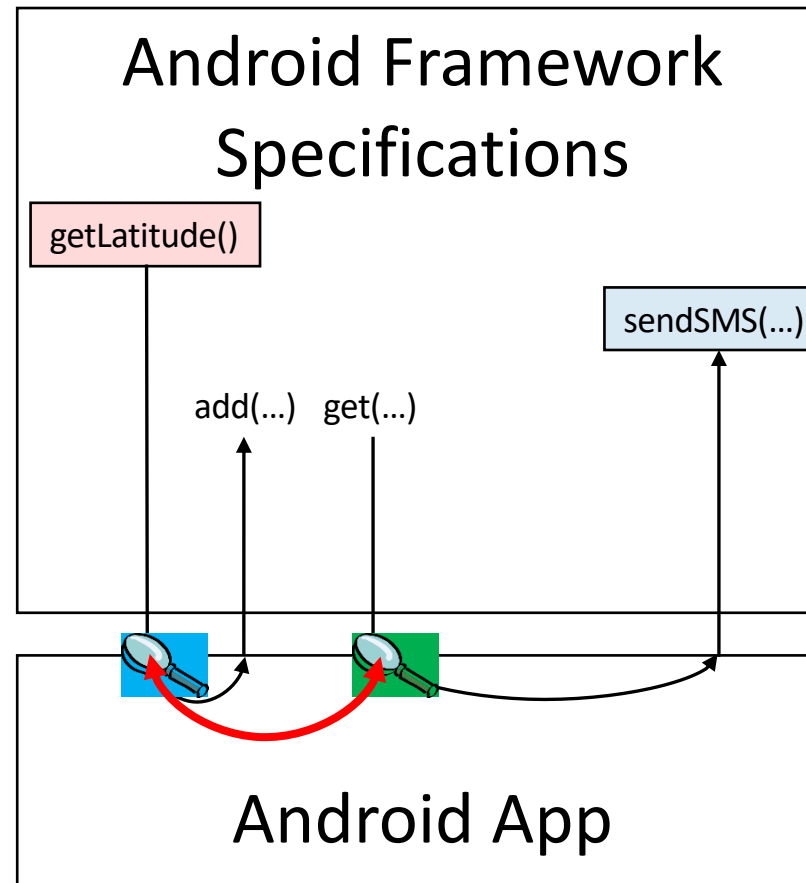 Android Framework
Specifications
getLatitude()
sendSMS(…)
add(…) get(…)
Android App